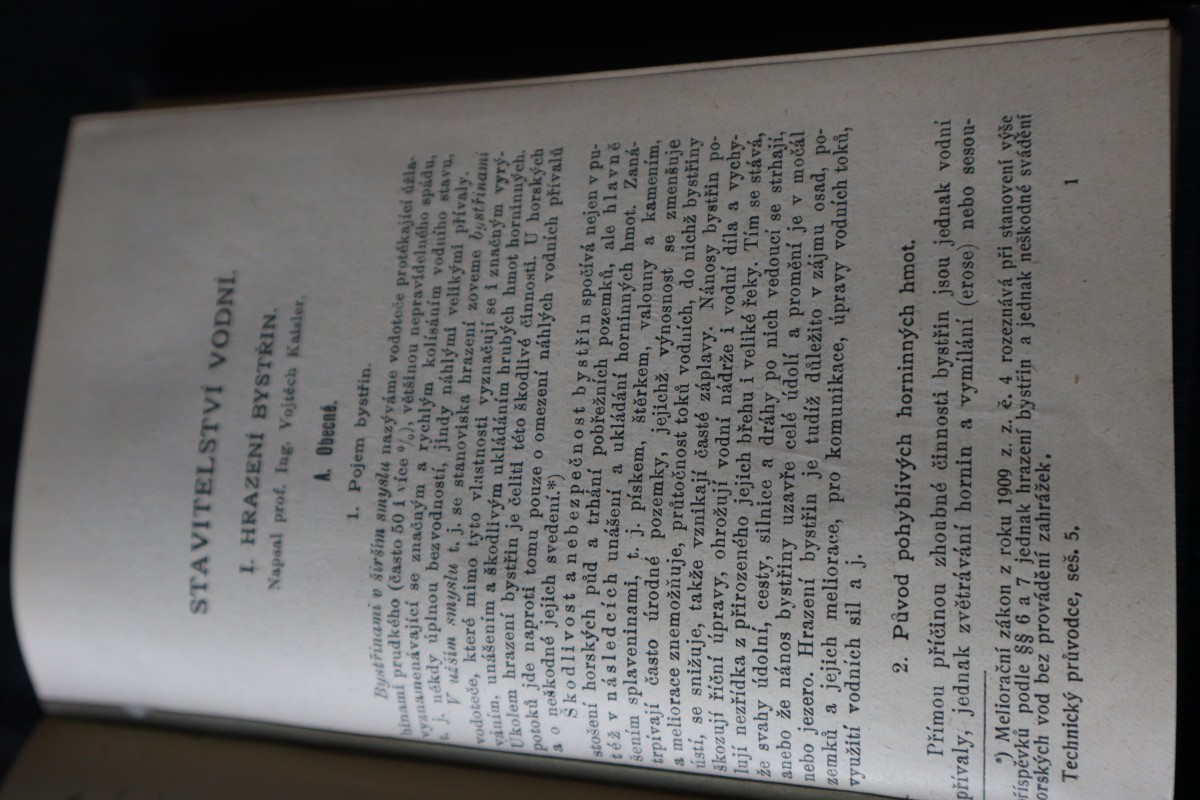 STAVITELSTVÍ VODNÍ.
I. HRAZENÍ BYSTŘIN.
Napsal prof. Ing. Vojtěch Kaisler.
A. Obecné.
1. Pojem bystřin.
Bystřinami v širším smyslu nazýváme vodoteče protékající úžla-
binami prudkého (často 50 i více %), většinou nepravidelného spádu,
vyznamenávající se značným a rychlým kolísáním vodního stavu,
t. j. někdy úplnou bezvodností, jindy náhlými velikými přívaly.
V užším smyslu t. j. se stanoviska hrazení zoveme bystřinami
vodoteče, které mimo tyto vlastnosti vyznačují se i značným vyrý-
váním, unášením a škodlivým ukládáním hrubých hmot horninných.
Úkolem hrazení bystřin je čeliti této škodlivé činnosti. U horských
potoků jde naproti tomu pouze o omezení náhlých vodních přívalů
a o neškodné jejich svedení.*)
Škodlivost a nebezpečnost bystřin spočívá nejen v pu-
stošení horských půd a trhání pobřežních pozemků, ale hlavně
též v následcích unášení a ukládání horninných hmot. Zaná-
šením splaveninami, t. j. pískem, štěrkem, valouny a kamením,
trpívají často úrodné pozemky, jejichž výnosnost se zmenšuje
a meliorace znemožňuje, průtočnost toků vodních, do nichž bystřiny
ústí, se snižuje, takže vznikají časté záplavy. Nánosy bystřin po-
škozují říční úpravy, ohrožují vodní nádrže i vodní díla a vychy-
lují nezřídka z přirozeného jejich běhu i veliké řeky. Tím se stává,
že svahy údolní, cesty, silnice a dráhy po nich vedoucí se strhají,
anebo že nános bystřiny uzavře celé údolí a promění je v močál
nebo jezero. Hrazení bystřin je tudíž důležito v zájmu osad, po-
zemků a jejich meliorace, pro komunikace, úpravy vodních toků,
využití vodních sil a j.
2. Původ pohyblivých horninných hmot.
Přímou příčinou zhoubné činnosti bystřin jsou jednak vodní
přívaly, jednak zvětrávání hornin a vymílání (erose) nebo sesou-
*) Meliorační zákon z roku 1909 z. z. č. 4. rozeznává při stanovení výše
říspěvků podle §§ 6 a 7 jednak hrazení bystřin a jednak neškodné svádění
orských vod bez provádění zahrážek.
Technický průvodce, seš. 5. 1